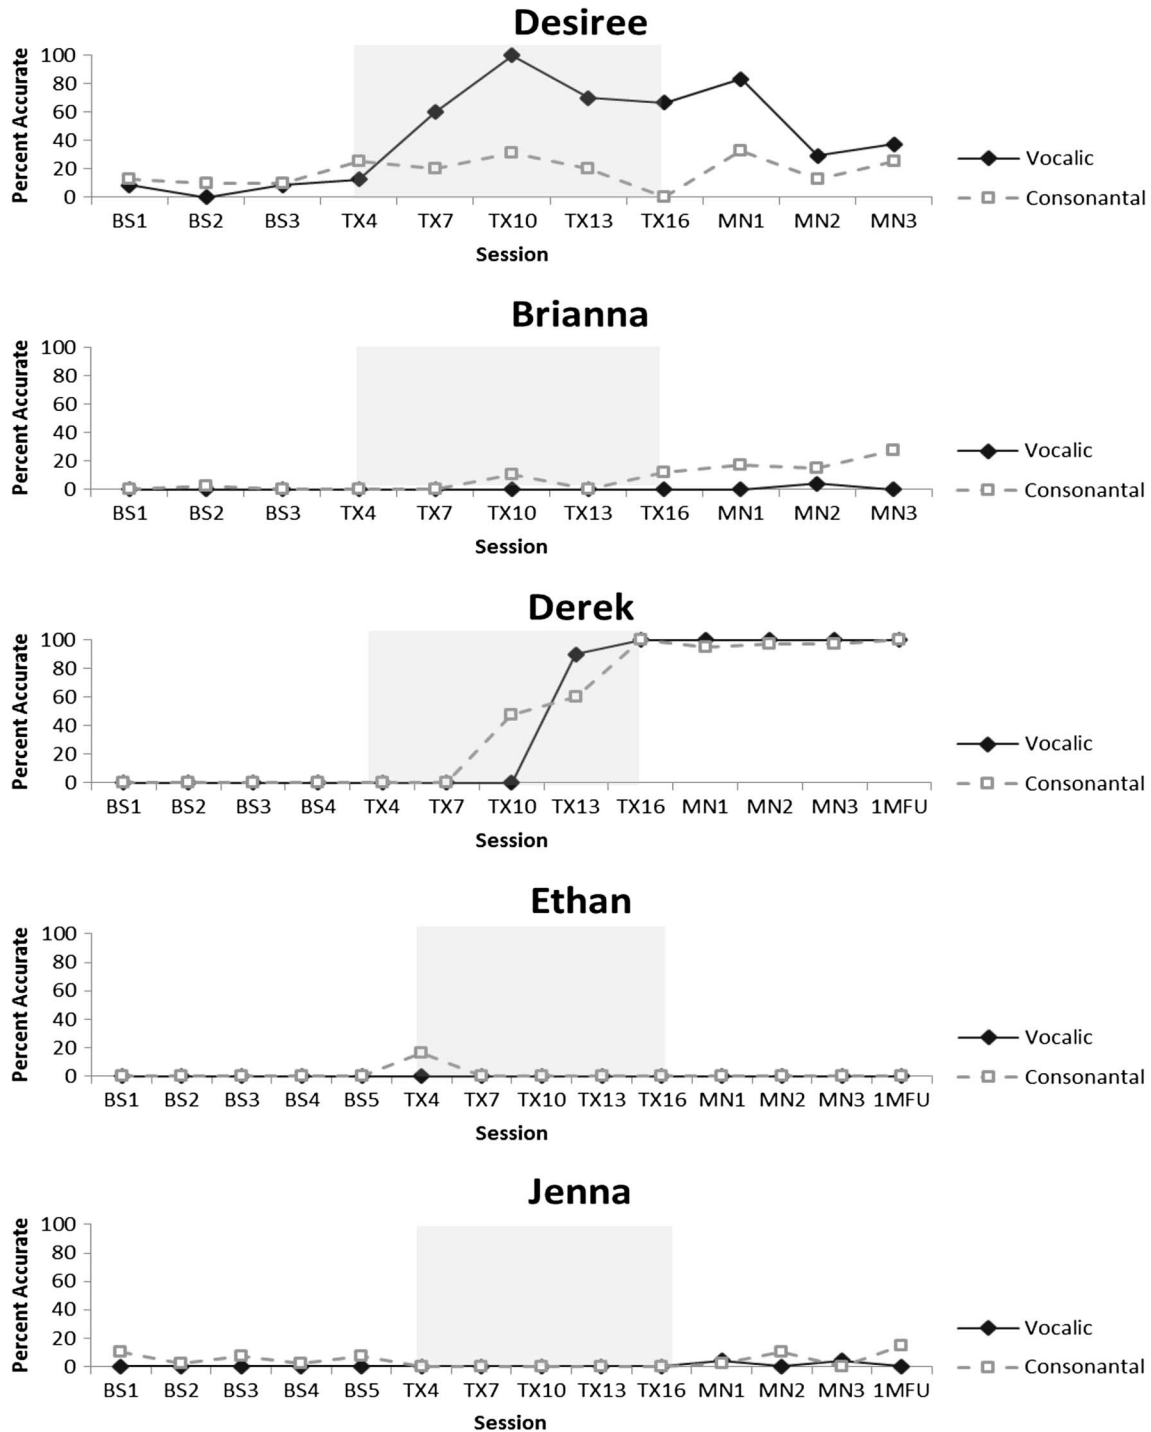 Desiree
Percent Accurate
100
80
60
40
20
0
BS1 BS2 BS3 TX4 TX7 TX10 TX13 TX16 MN1 MN2 MN3
Session
Vocalic
Consonantal
Brianna
Percent Accurate
100
80
60
40
20
0
BS1 BS2 BS3 TX4 TX7 TX10 TX13 TX16 MN1 MN2 MN3
Session
Vocalic
Consonantal
Derek
Percent Accurate
100
80
60
40
20
0
BS1 BS2 BS3 BS4 TX4 TX7 TX10 TX13 TX16 MN1 MN2 MN3 1MFU
Session
Vocalic
Consonantal
Ethan
Percent Accurate
100
80
60
40
20
0
BS1 BS2 BS3 BS4 BS5 TX4 TX7 TX10 TX13 TX16 MN1 MN2 MN3 1MFU
Session
Vocalic
Consonantal
Jenna
Percent Accurate
100
80
60
40
20
0
BS1 BS2 BS3 BS4 BS5 TX4 TX7 TX10 TX13 TX16 MN1 MN2 MN3 1MFU
Session
Vocalic
Consonantal